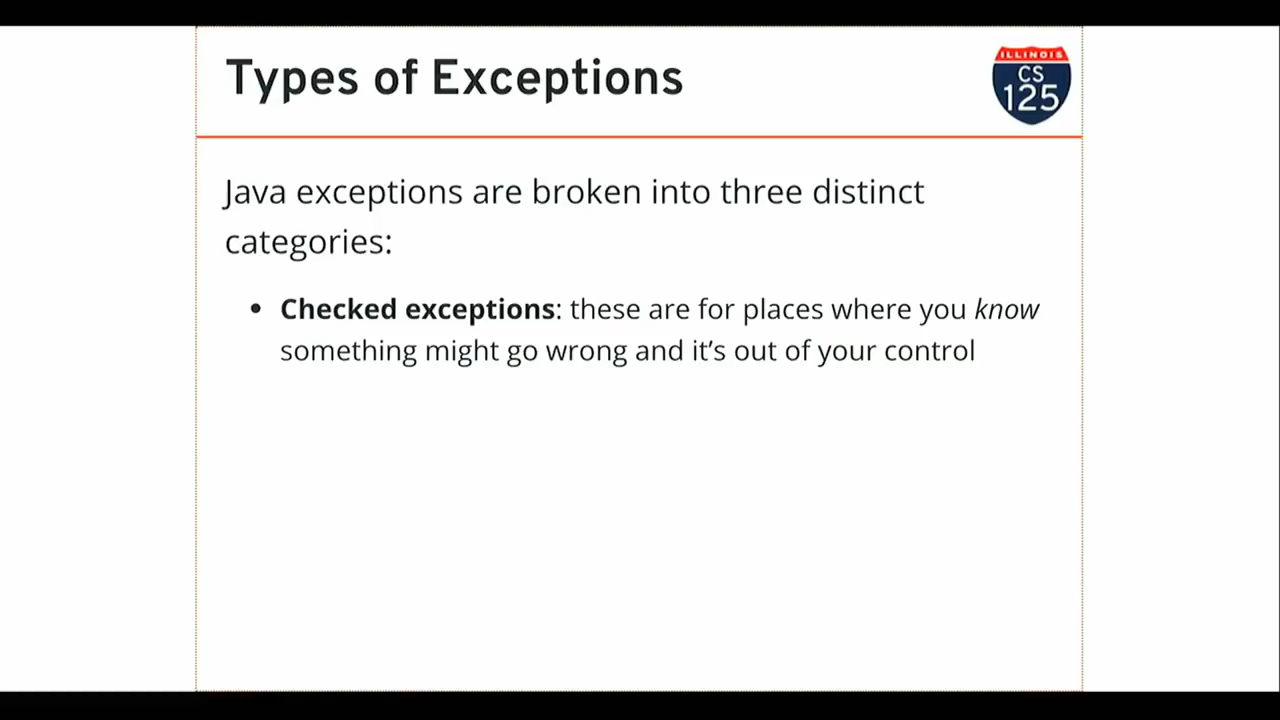 Types of Exceptions
ILLINOIS
CS
125
Java exceptions are broken into three distinct
categories:
• Checked exceptions: these are for places where you know
something might go wrong and it’s out of your control